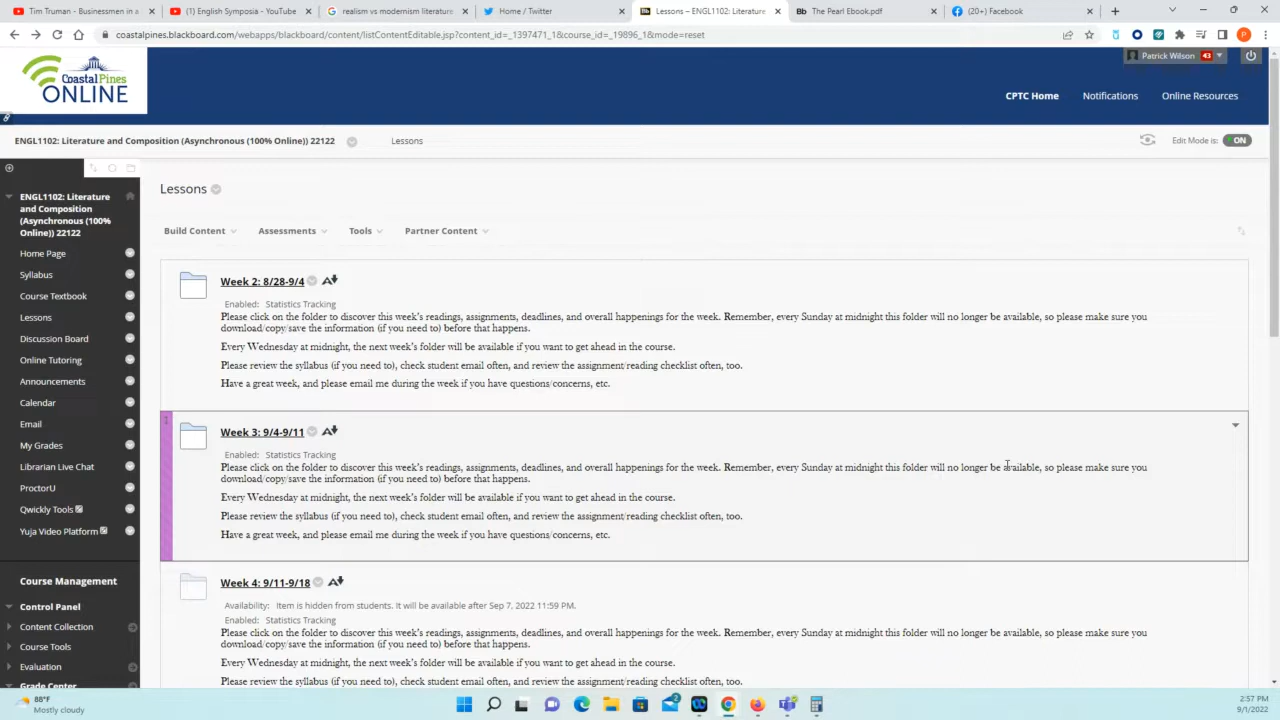 Tim Truman - Businessmen in a
(1) English Symposia - YouTube
realism vs modernism literature
Home / Twitter
Lessons – ENGL1102: Literature
The Pearl Ebook.pdf
(20+) Facebook
coastalpines.blackboard.com/webapps/blackboard/content/listContentEditable.jsp?content_id=_1397471_1&course_id=_19896_1&mode=reset
Coastal Pines
ONLINE
Patrick Wilson 43
CPTC Home Notifications Online Resources
ENGL1102: Literature and Composition (Asynchronous (100% Online)) 22122
Lessons
Edit Mode is: ON
ENGL1102: Literature
and Composition
(Asynchronous (100%
Online)) 22122
Home Page
Syllabus
Course Textbook
Lessons
Discussion Board
Online Tutoring
Announcements
Calendar
Email
My Grades
Librarian Live Chat
ProctorU
Qwickly Tools
Yuja Video Platform
Course Management
Control Panel
Content Collection
Course Tools
Evaluation
Grade Center
Lessons
Build Content Assessments Tools Partner Content
Week 2: 8/28-9/4
Enabled: Statistics Tracking
Please click on the folder to discover this week's readings, assignments, deadlines, and overall happenings for the week. Remember, every Sunday at midnight this folder will no longer be available, so please make sure you
download/copy/save the information (if you need to) before that happens.
Every Wednesday at midnight, the next week's folder will be available if you want to get ahead in the course.
Please review the syllabus (if you need to), check student email often, and review the assignment/reading checklist often, too.
Have a great week, and please email me during the week if you have questions/concerns, etc.
Week 3: 9/4-9/11
Enabled: Statistics Tracking
Please click on the folder to discover this week's readings, assignments, deadlines, and overall happenings for the week. Remember, every Sunday at midnight this folder will no longer be available, so please make sure you
download/copy/save the information (if you need to) before that happens.
Every Wednesday at midnight, the next week's folder will be available if you want to get ahead in the course.
Please review the syllabus (if you need to), check student email often, and review the assignment/reading checklist often, too.
Have a great week, and please email me during the week if you have questions/concerns, etc.
Week 4: 9/11-9/18
Availability: Item is hidden from students. It will be available after Sep 7, 2022 11:59 PM.
Enabled: Statistics Tracking
Please click on the folder to discover this week's readings, assignments, deadlines, and overall happenings for the week. Remember, every Sunday at midnight this folder will no longer be available, so please make sure you
download/copy/save the information (if you need to) before that happens.
Every Wednesday at midnight, the next week's folder will be available if you want to get ahead in the course.
Please review the syllabus (if you need to), check student email often, and review the assignment/reading checklist often, too.
88°F
Mostly cloudy
2:57 PM
9/1/2022